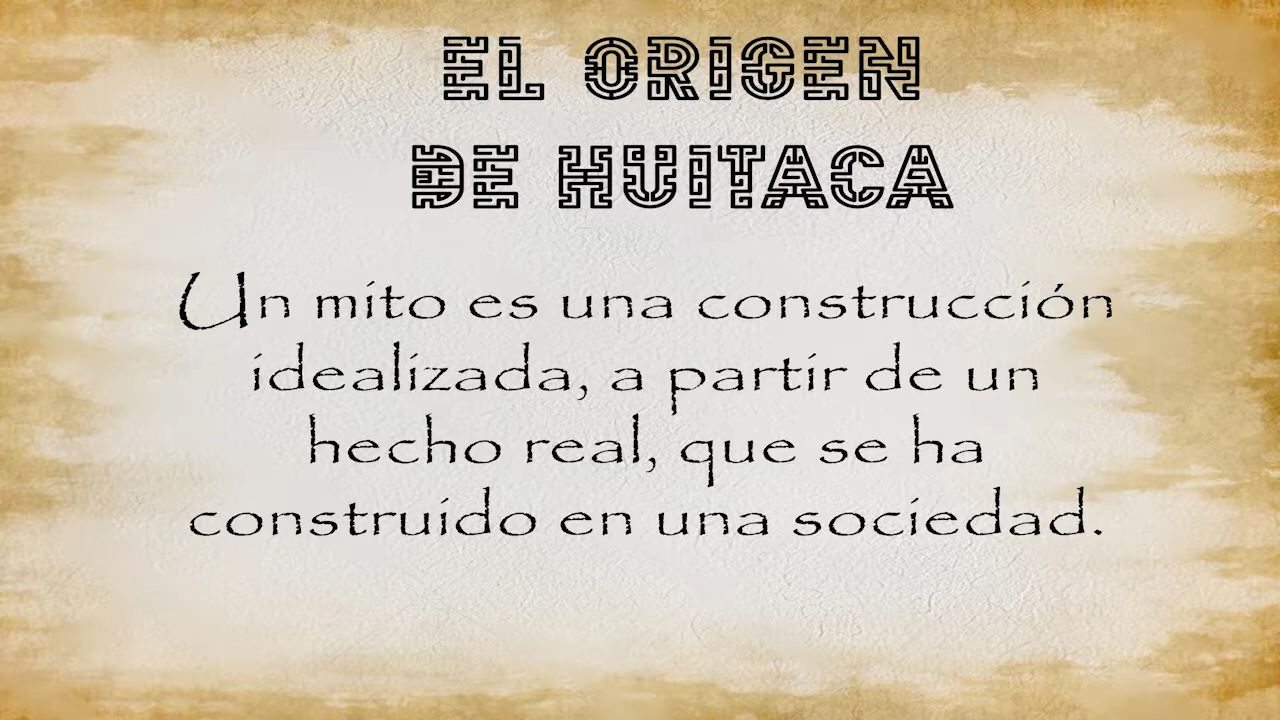 EL ORIGEN
DE HUITACA
Un mito es una construcción
idealizada, a partir de un
hecho real, que se ha
construido en una sociedad.